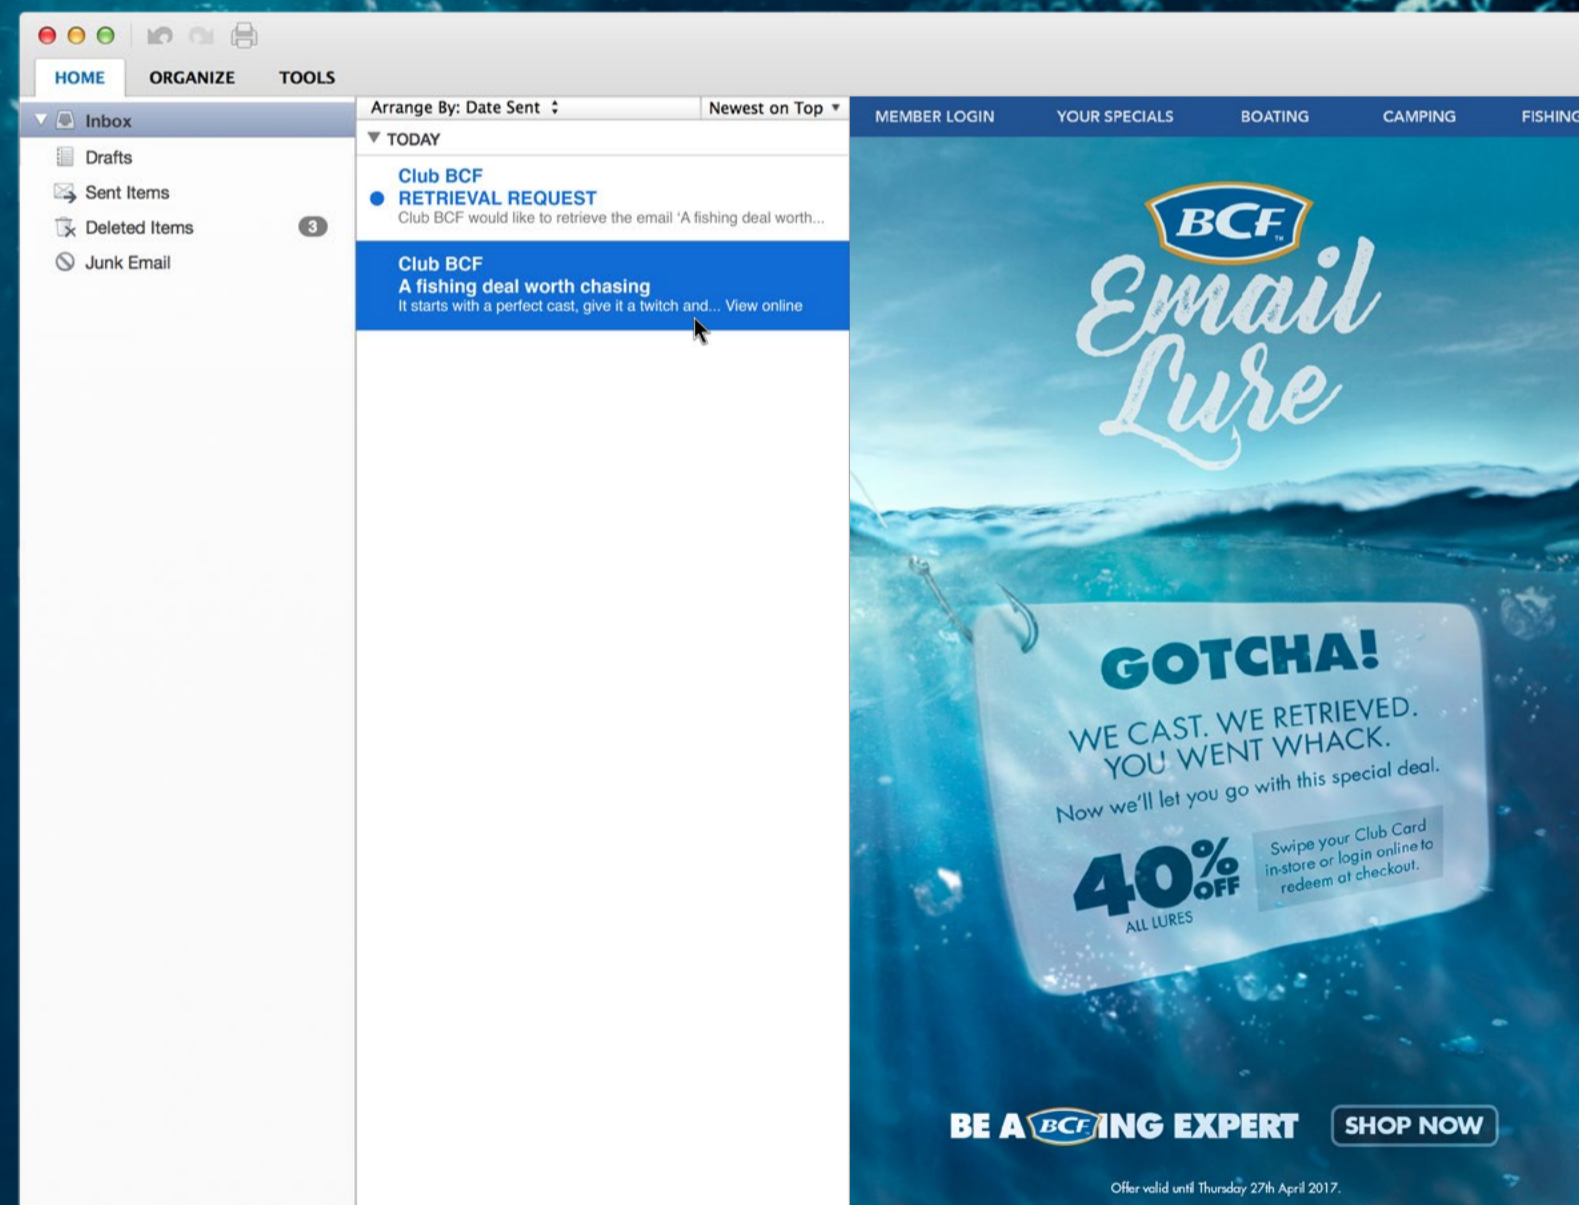 HOME ORGANIZE TOOLS
Inbox
Drafts
Sent Items
Deleted Items 3
Junk Email
Arrange By: Date Sent Newest on Top
TODAY
Club BCF
RETRIEVAL REQUEST
Club BCF would like to retrieve the email 'A fishing deal worth...
Club BCF
A fishing deal worth chasing
It starts with a perfect cast, give it a twitch and... View online
MEMBER LOGIN YOUR SPECIALS BOATING CAMPING FISHING
BCF™
Email
Lure
GOTCHA!
WE CAST. WE RETRIEVED.
YOU WENT WHACK.
Now we'll let you go with this special deal.
40% OFF
ALL LURES
Swipe your Club Card
in-store or login online to
redeem at checkout.
BE A BCFING EXPERT SHOP NOW
Offer valid until Thursday 27th April 2017.